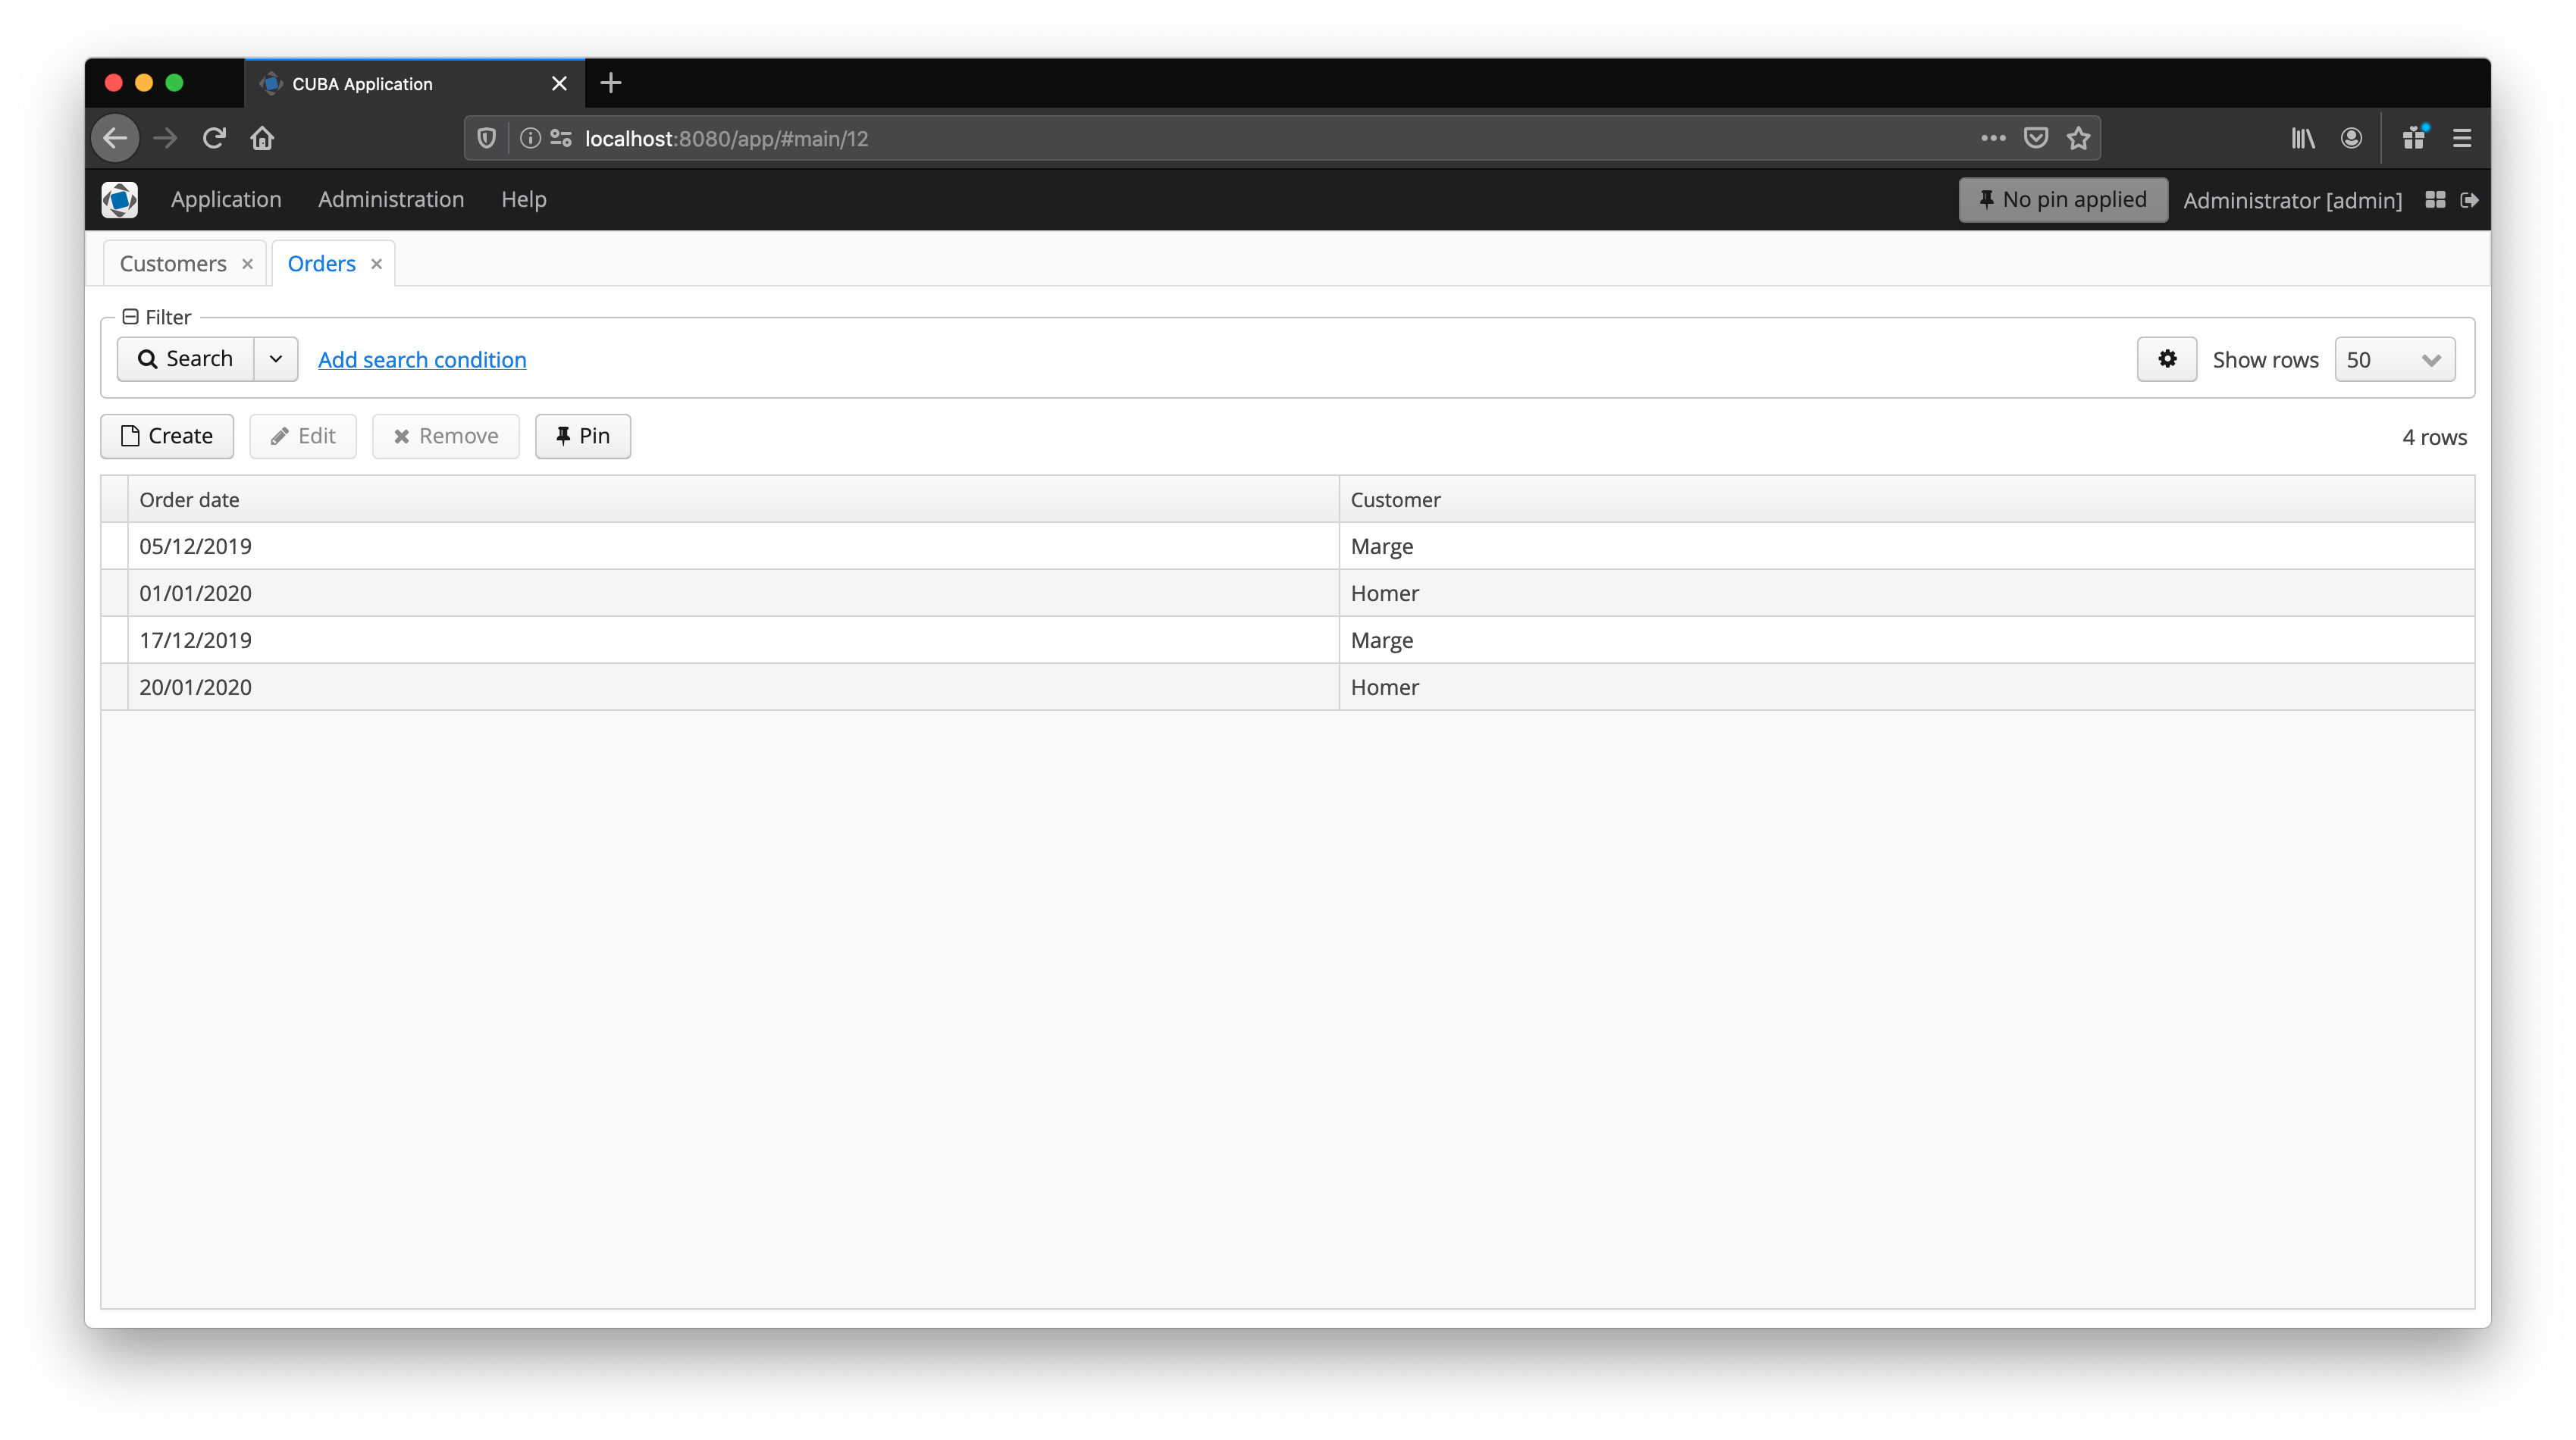 CUBA Application
localhost:8080/app/#main/12
Application Administration Help No pin applied Administrator [admin]
Customers Orders
Filter
Search Add search condition Show rows 50
Create Edit Remove Pin 4 rows
Order date Customer
05/12/2019 Marge
01/01/2020 Homer
17/12/2019 Marge
20/01/2020 Homer